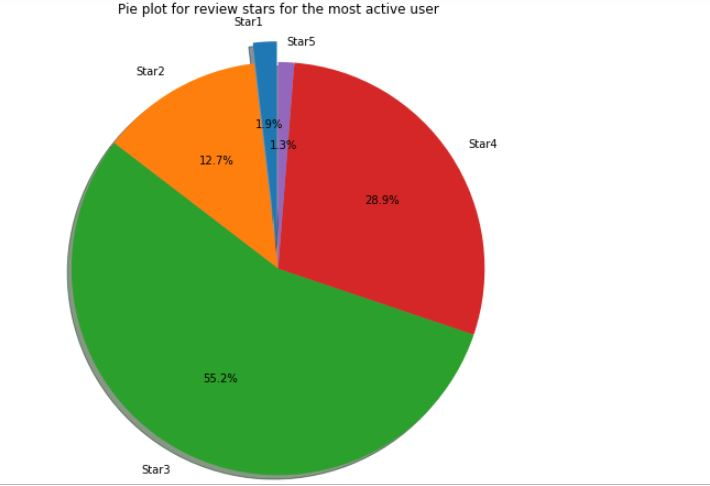 Pie plot for review stars for the most active user
Star1
Star5
Star2
1.9%
Star4
1.3%
12.7%
28.9%
55.2%
Star3